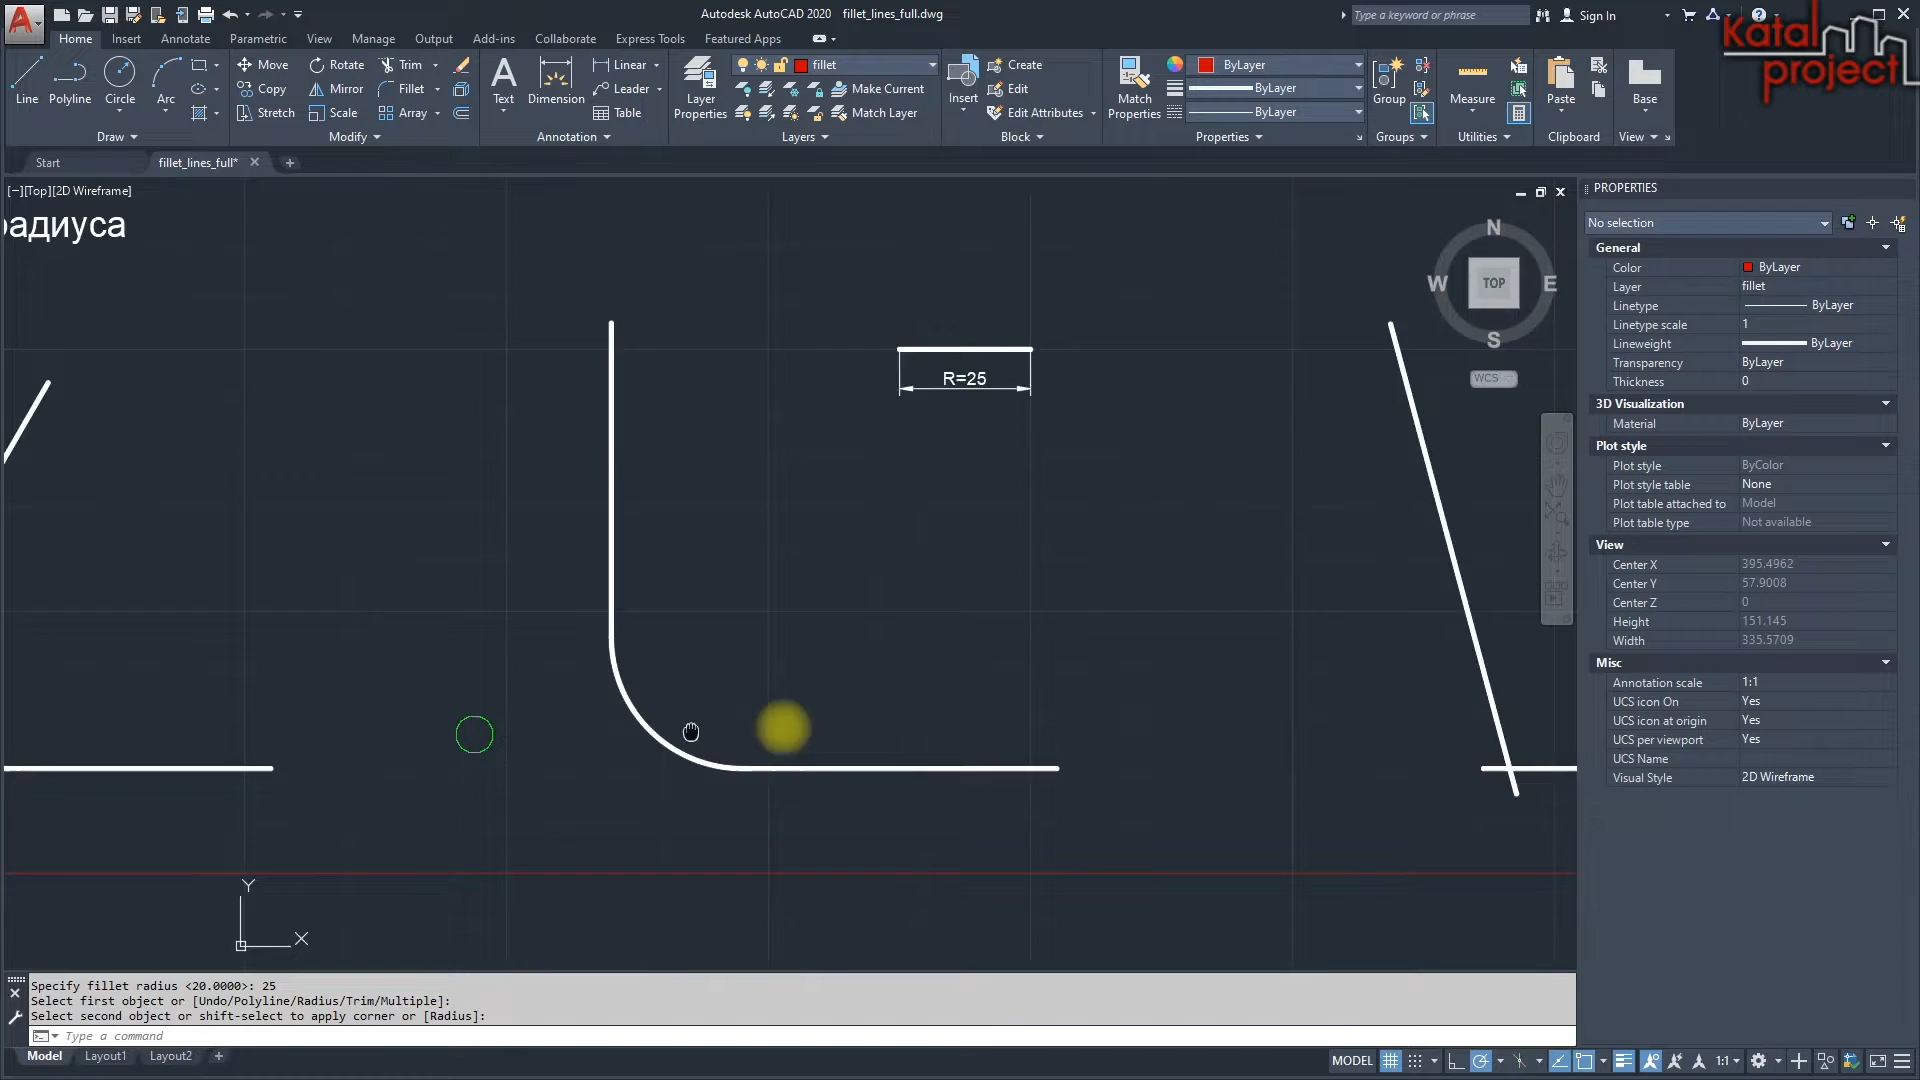 Autodesk AutoCAD 2020 fillet_lines_full.dwg
Type a keyword or phrase
Sign In
Katal
project
Home Insert Annotate Parametric View Manage Output Add-ins Collaborate Express Tools Featured Apps
Line Polyline Circle Arc
Draw
Move Rotate Trim
Copy Mirror Fillet
Stretch Scale Array
Modify
Text Dimension
Linear
Leader
Table
Annotation
Layer
Properties
fillet
Make Current
Match Layer
Layers
Insert
Create
Edit
Edit Attributes
Block
Match
Properties
ByLayer
ByLayer
ByLayer
Properties
Group
Groups
Measure
Utilities
Paste
Clipboard
Base
View
Start fillet_lines_full*
[−][Top][2D Wireframe]
радиуса
R=25
N
W TOP E
S
WCS
Y
X
PROPERTIES
No selection
General
Color ByLayer
Layer fillet
Linetype ByLayer
Linetype scale 1
Lineweight ByLayer
Transparency ByLayer
Thickness 0
3D Visualization
Material ByLayer
Plot style
Plot style ByColor
Plot style table None
Plot table attached to Model
Plot table type Not available
View
Center X 395.4962
Center Y 57.9008
Center Z 0
Height 151.145
Width 335.5709
Misc
Annotation scale 1:1
UCS icon On Yes
UCS icon at origin Yes
UCS per viewport Yes
UCS Name
Visual Style 2D Wireframe
Specify fillet radius <20.0000>: 25
Select first object or [Undo/Polyline/Radius/Trim/Multiple]:
Select second object or shift-select to apply corner or [Radius]:
Type a command
Model Layout1 Layout2
MODEL 1:1